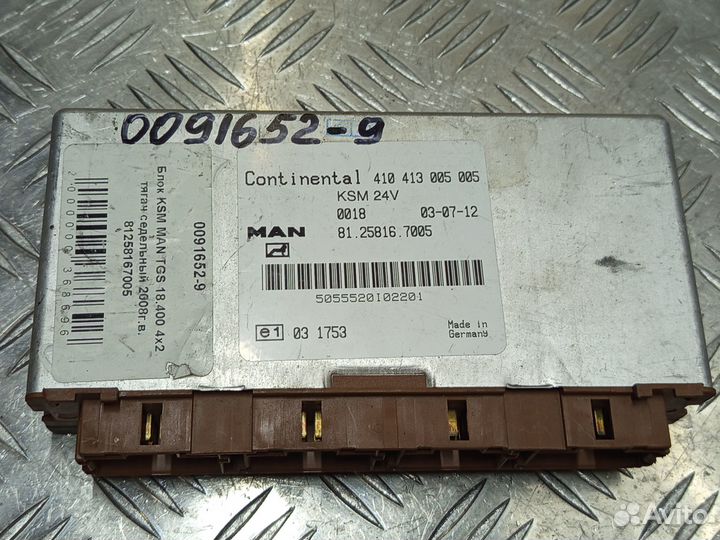 0091652-9
Continental 410 413 005 005
KSM 24V
0018 03-07-12
MAN 81.25816.7005
5055520I02201
e1 03 1753
Made in
Germany
0091652-9
Блок KSM MAN TGS 18.400 4x2
тягач седельный 2008г.в.
81258167005
Avito